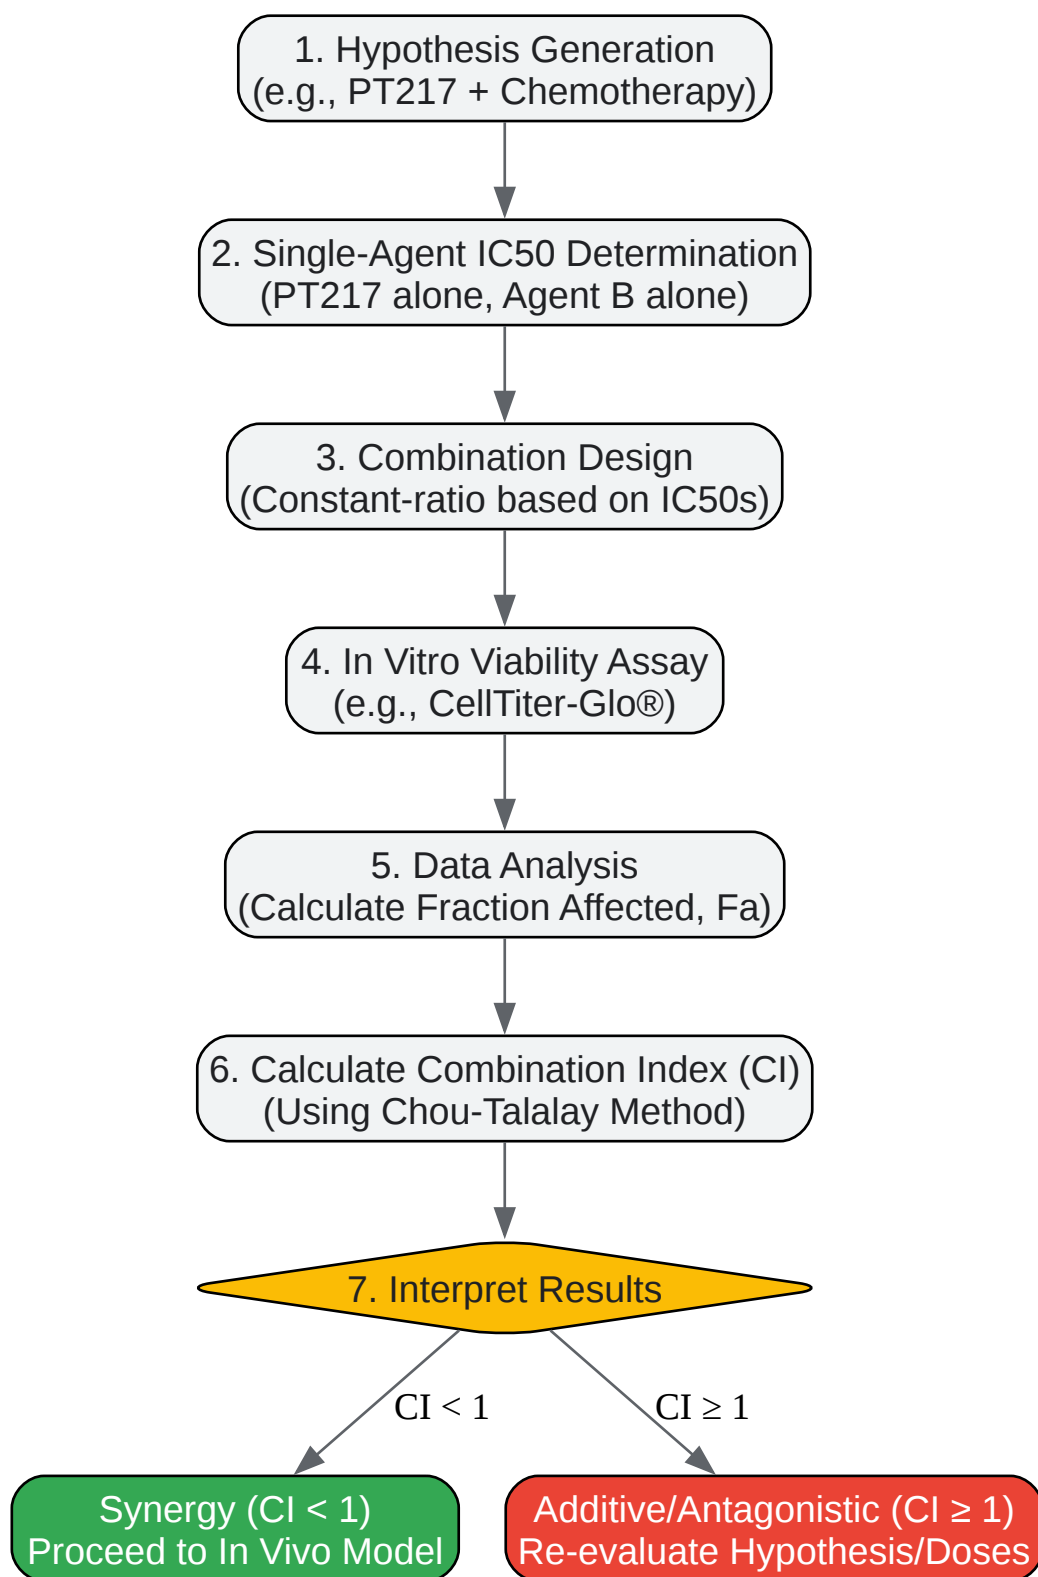 1. Hypothesis Generation
(e.g., PT217 + Chemotherapy)
2. Single-Agent IC50 Determination
(PT217 alone, Agent B alone)
3. Combination Design
(Constant-ratio based on IC50s)
4. In Vitro Viability Assay
(e.g., CellTiter-Glo®)
5. Data Analysis
(Calculate Fraction Affected, Fa)
6. Calculate Combination Index (CI)
(Using Chou-Talalay Method)
7. Interpret Results
CI < 1
CI ≥ 1
Synergy (CI < 1)
Proceed to In Vivo Model
Additive/Antagonistic (CI ≥ 1)
Re-evaluate Hypothesis/Doses